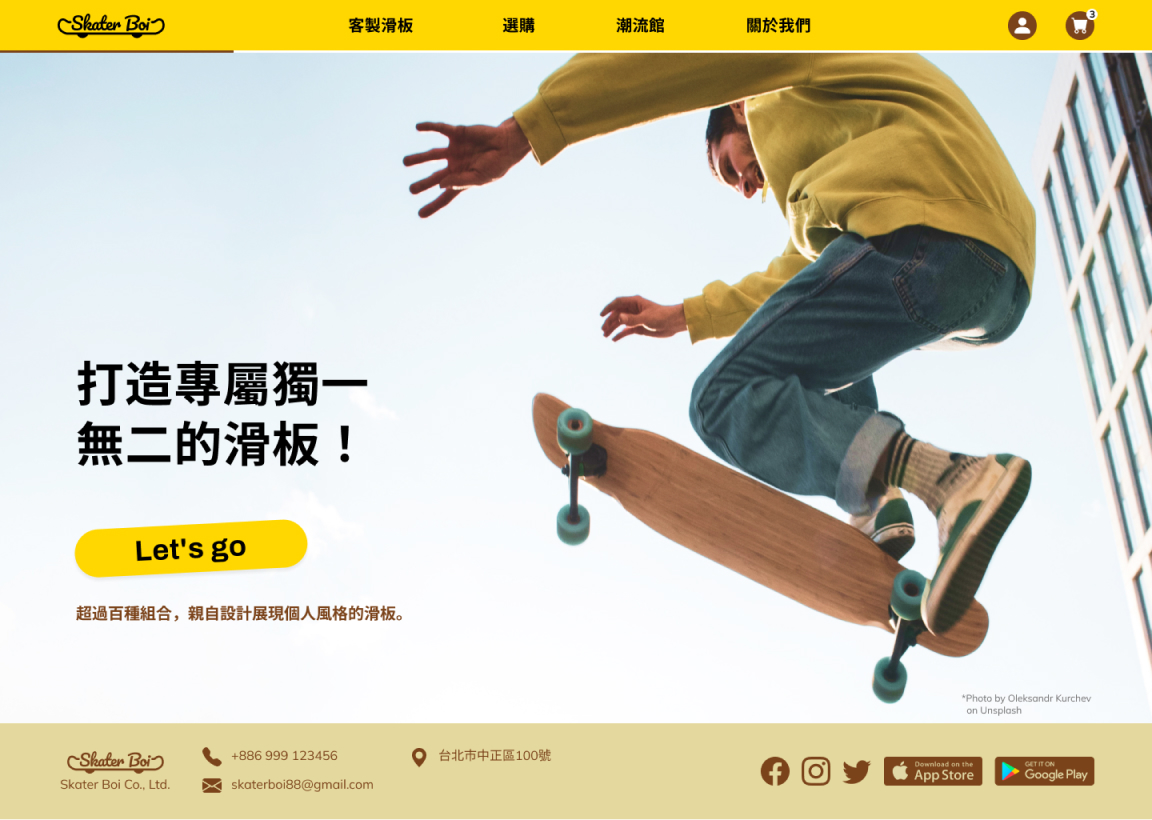 Skater Boi
客製滑板
選購
潮流館
關於我們
3
打造專屬獨一
無二的滑板！
Let's go
超過百種組合，親自設計展現個人風格的滑板。
*Photo by Oleksandr Kurchev
on Unsplash
Skater Boi
Skater Boi Co., Ltd.
+886 999 123456
skaterboi88@gmail.com
台北市中正區100號
Download on the
App Store
GET IT ON
Google Play